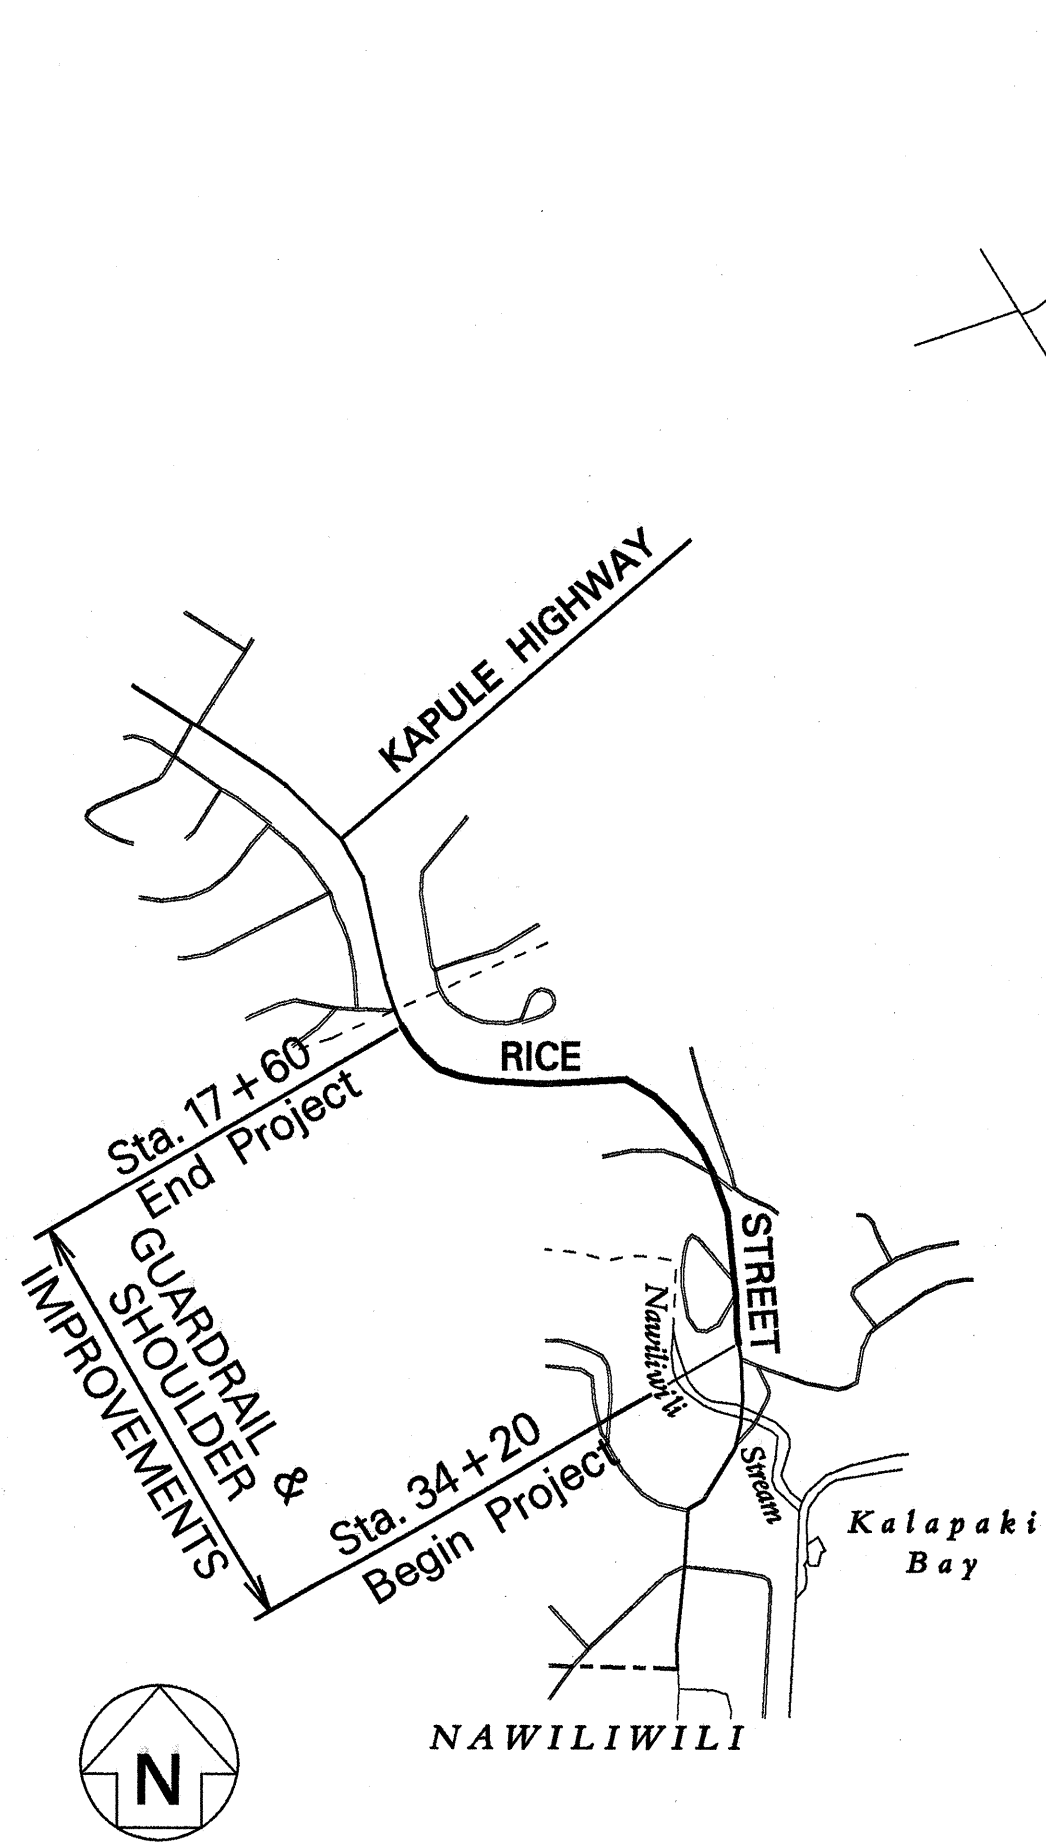 KAPULE HIGHWAY
RICE
STREET
Sta. 17 + 60
End Project
GUARDRAIL &
SHOULDER
IMPROVEMENTS
Nawiliwili
Stream
Sta. 34 + 20
Begin Project
Kalapaki
Bay
NAWILIWILI
N